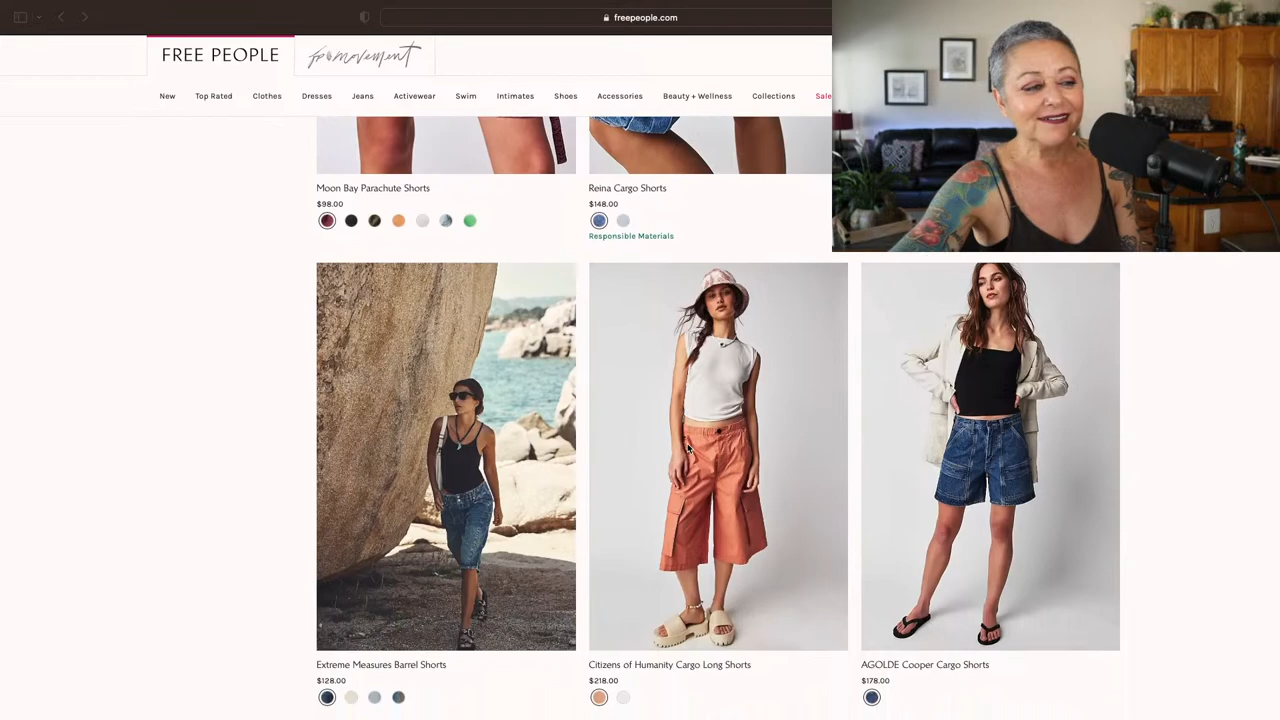 freepeople.com
FREE PEOPLE
fp movement
New Top Rated Clothes Dresses Jeans Activewear Swim Intimates Shoes Accessories Beauty + Wellness Collections Sale
Moon Bay Parachute Shorts
$98.00
Reina Cargo Shorts
$148.00
Responsible Materials
Extreme Measures Barrel Shorts
$128.00
Citizens of Humanity Cargo Long Shorts
$218.00
AGOLDE Cooper Cargo Shorts
$178.00